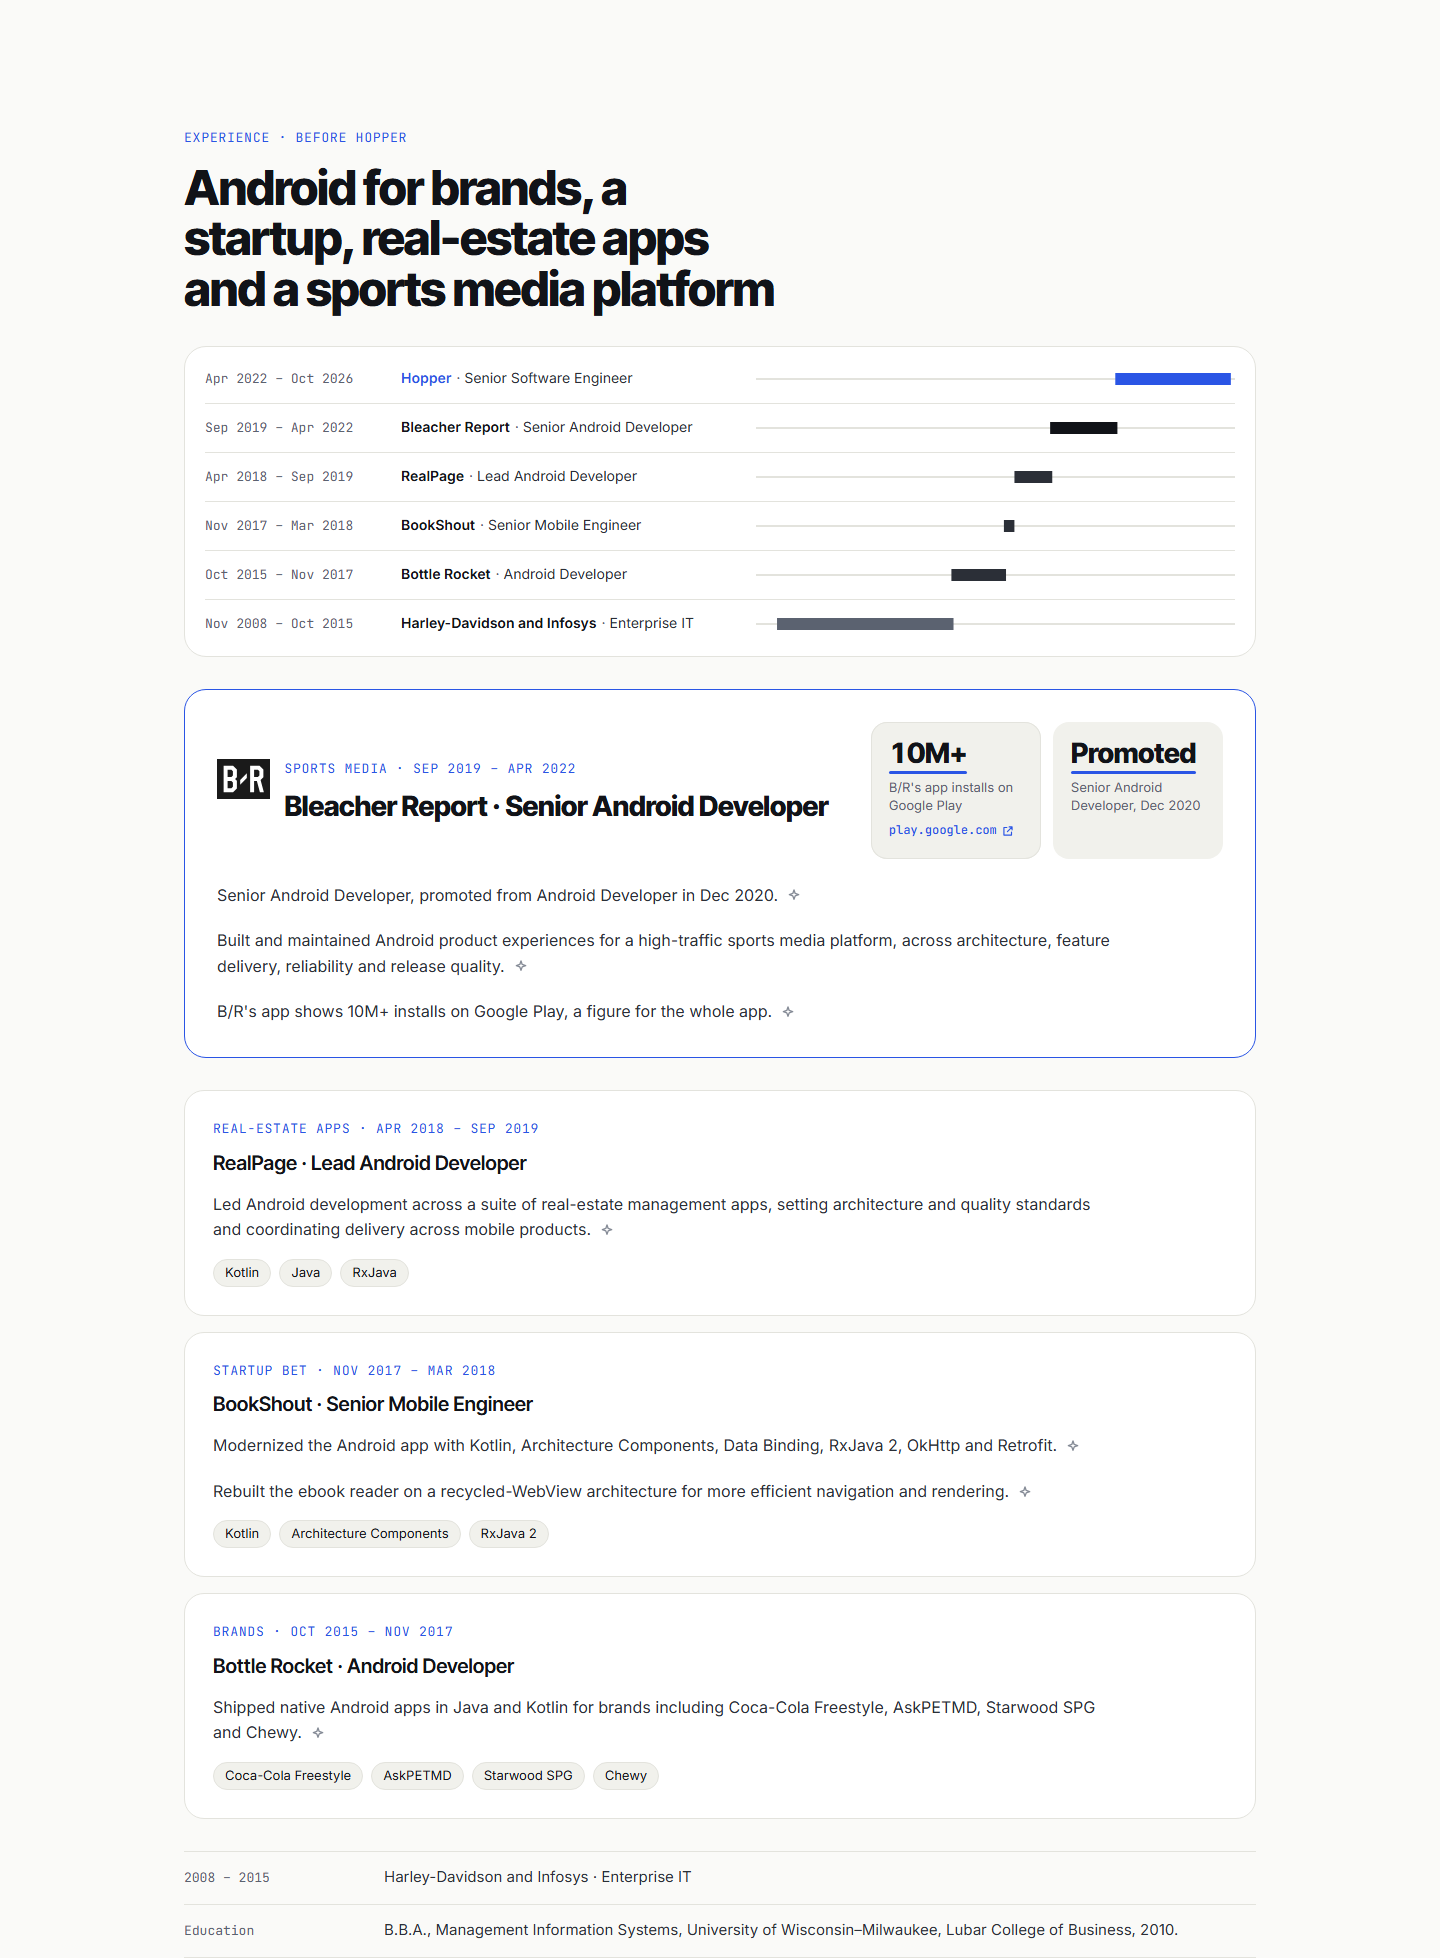 EXPERIENCE · BEFORE HOPPER
Android for brands, a
startup, real-estate apps
and a sports media platform
Apr 2022 – Oct 2026
Hopper · Senior Software Engineer
Sep 2019 – Apr 2022
Bleacher Report · Senior Android Developer
Apr 2018 – Sep 2019
RealPage · Lead Android Developer
Nov 2017 – Mar 2018
BookShout · Senior Mobile Engineer
Oct 2015 – Nov 2017
Bottle Rocket · Android Developer
Nov 2008 – Oct 2015
Harley-Davidson and Infosys · Enterprise IT
B/R
SPORTS MEDIA · SEP 2019 – APR 2022
Bleacher Report · Senior Android Developer
10M+
B/R's app installs on
Google Play
play.google.com
Promoted
Senior Android
Developer, Dec 2020
Senior Android Developer, promoted from Android Developer in Dec 2020.
Built and maintained Android product experiences for a high-traffic sports media platform, across architecture, feature
delivery, reliability and release quality.
B/R's app shows 10M+ installs on Google Play, a figure for the whole app.
REAL-ESTATE APPS · APR 2018 – SEP 2019
RealPage · Lead Android Developer
Led Android development across a suite of real-estate management apps, setting architecture and quality standards
and coordinating delivery across mobile products.
Kotlin
Java
RxJava
STARTUP BET · NOV 2017 – MAR 2018
BookShout · Senior Mobile Engineer
Modernized the Android app with Kotlin, Architecture Components, Data Binding, RxJava 2, OkHttp and Retrofit.
Rebuilt the ebook reader on a recycled-WebView architecture for more efficient navigation and rendering.
Kotlin
Architecture Components
RxJava 2
BRANDS · OCT 2015 – NOV 2017
Bottle Rocket · Android Developer
Shipped native Android apps in Java and Kotlin for brands including Coca-Cola Freestyle, AskPETMD, Starwood SPG
and Chewy.
Coca-Cola Freestyle
AskPETMD
Starwood SPG
Chewy
2008 – 2015
Harley-Davidson and Infosys · Enterprise IT
Education
B.B.A., Management Information Systems, University of Wisconsin–Milwaukee, Lubar College of Business, 2010.